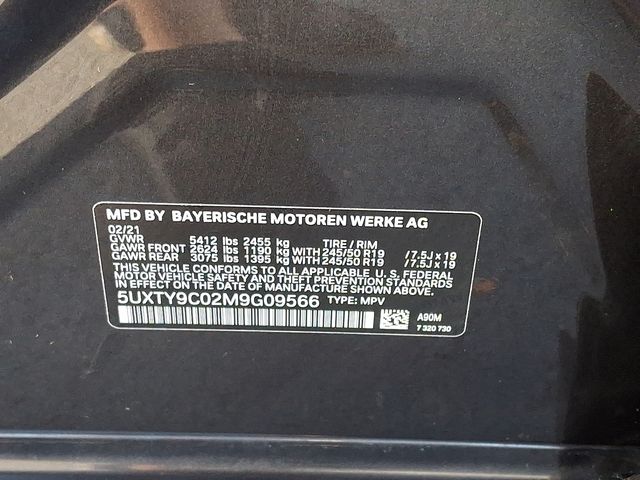 MFD BY BAYERISCHE MOTOREN WERKE AG
02/21
GVWR 5412 lbs 2455 kg TIRE / RIM
GAWR FRONT 2624 lbs 1190 kg WITH 245/50 R19 /7.5J x 19
GAWR REAR 3075 lbs 1395 kg WITH 245/50 R19 /7.5J x 19
THIS VEHICLE CONFORMS TO ALL APPLICABLE U. S. FEDERAL
MOTOR VEHICLE SAFETY AND THEFT PREVENTION STANDARDS
IN EFFECT ON THE DATE OF MANUFACTURE SHOWN ABOVE.
5UXTY9C02M9G09566 TYPE: MPV
A90M
7 320 730